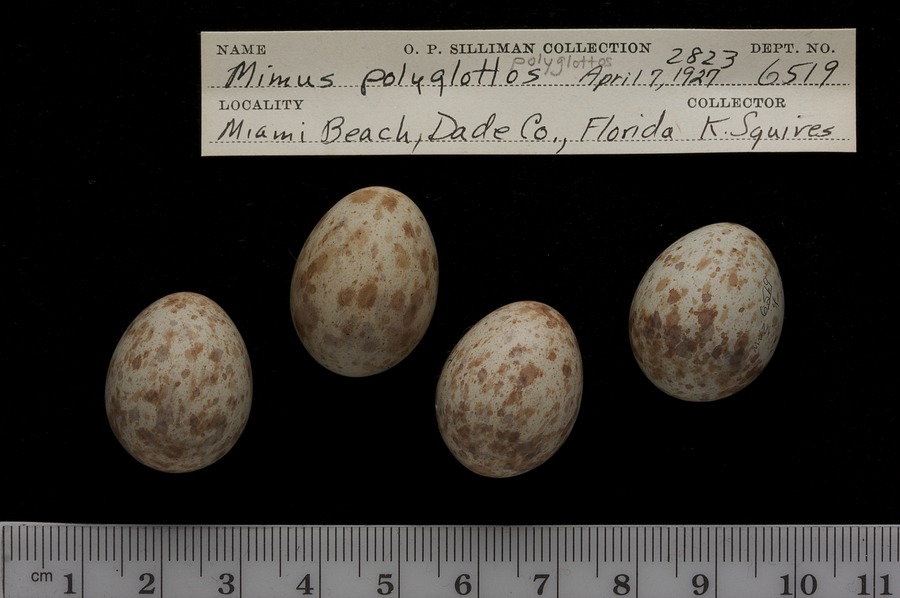 NAME O. P. SILLIMAN COLLECTION 2823 DEPT. NO.
Mimus polyglottos polyglottos April 7, 1927 6519
LOCALITY COLLECTOR
Miami Beach, Dade Co., Florida K. Squires
6519
cm 1 2 3 4 5 6 7 8 9 10 11